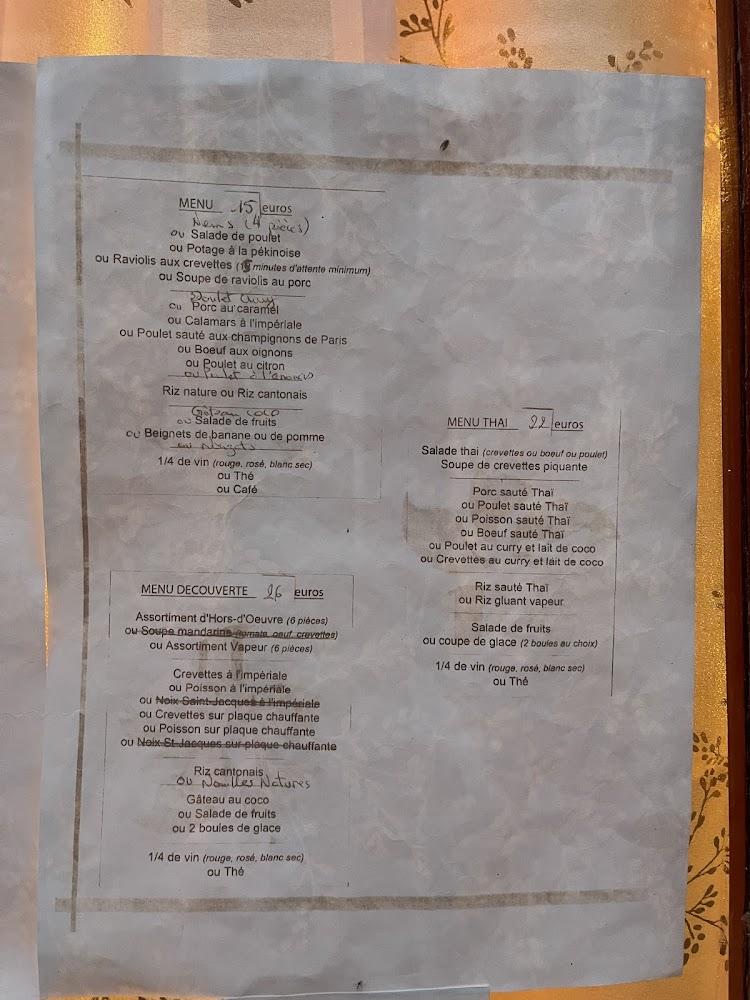 MENU 15 euros
Nems (4 pièces)
ou Salade de poulet
ou Potage à la pékinoise
ou Raviolis aux crevettes (15 minutes d'attente minimum)
ou Soupe de raviolis au porc
Poulet Curry
ou Porc au caramel
ou Calamars à l'impériale
ou Poulet sauté aux champignons de Paris
ou Boeuf aux oignons
ou Poulet au citron
ou Poulet à l'ananas
Riz nature ou Riz cantonais
Gâteau coco
ou Salade de fruits
ou Beignets de banane ou de pomme
ou Nougats
1/4 de vin (rouge, rosé, blanc sec)
ou Thé
ou Café
MENU THAI 22 euros
Salade thai (crevettes ou boeuf ou poulet)
Soupe de crevettes piquante
Porc sauté Thaï
ou Poulet sauté Thaï
ou Poisson sauté Thaï
ou Boeuf sauté Thaï
ou Poulet au curry et lait de coco
ou Crevettes au curry et lait de coco
Riz sauté Thaï
ou Riz gluant vapeur
Salade de fruits
ou coupe de glace (2 boules au choix)
1/4 de vin (rouge, rosé, blanc sec)
ou Thé
MENU DECOUVERTE 26 euros
Assortiment d'Hors-d'Oeuvre (6 pièces)
ou Soupe mandarine (tomate, oeuf, crevettes)
ou Assortiment Vapeur (6 pièces)
Crevettes à l'impériale
ou Poisson à l'impériale
ou Noix Saint-Jacques à l'impériale
ou Crevettes sur plaque chauffante
ou Poisson sur plaque chauffante
ou Noix St-Jacques sur plaque chauffante
Riz cantonais
ou Nouilles Natures
Gâteau au coco
ou Salade de fruits
ou 2 boules de glace
1/4 de vin (rouge, rosé, blanc sec)
ou Thé